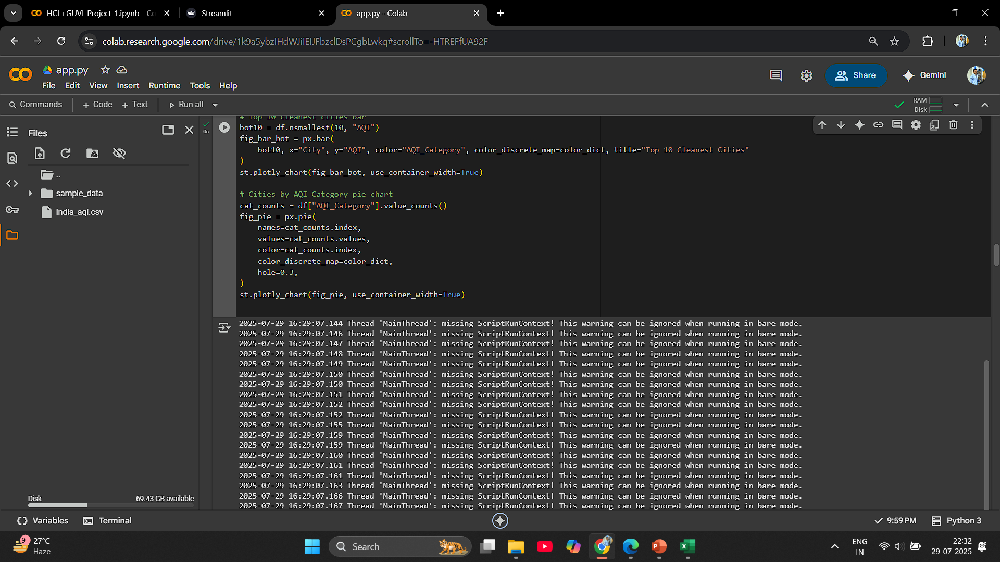 HCL+GUVI_Project-1.ipynb - Co
Streamlit
app.py - Colab
colab.research.google.com/drive/1k9a5ybzIHdWJiIEIJFbzclDsPCgbLwkq#scrollTo=-HTREFfUA92F
app.py
File Edit View Insert Runtime Tools Help
Share
Gemini
Commands + Code + Text Run all
RAM
Disk
Files
..
sample_data
india_aqi.csv
Disk 69.43 GB available
0s
# Top 10 cleanest cities bar
bot10 = df.nsmallest(10, "AQI")
fig_bar_bot = px.bar(
    bot10, x="City", y="AQI", color="AQI_Category", color_discrete_map=color_dict, title="Top 10 Cleanest Cities"
)
st.plotly_chart(fig_bar_bot, use_container_width=True)
# Cities by AQI Category pie chart
cat_counts = df["AQI_Category"].value_counts()
fig_pie = px.pie(
    names=cat_counts.index,
    values=cat_counts.values,
    color=cat_counts.index,
    color_discrete_map=color_dict,
    hole=0.3,
)
st.plotly_chart(fig_pie, use_container_width=True)
2025-07-29 16:29:07.144 Thread 'MainThread': missing ScriptRunContext! This warning can be ignored when running in bare mode.
2025-07-29 16:29:07.146 Thread 'MainThread': missing ScriptRunContext! This warning can be ignored when running in bare mode.
2025-07-29 16:29:07.147 Thread 'MainThread': missing ScriptRunContext! This warning can be ignored when running in bare mode.
2025-07-29 16:29:07.148 Thread 'MainThread': missing ScriptRunContext! This warning can be ignored when running in bare mode.
2025-07-29 16:29:07.149 Thread 'MainThread': missing ScriptRunContext! This warning can be ignored when running in bare mode.
2025-07-29 16:29:07.150 Thread 'MainThread': missing ScriptRunContext! This warning can be ignored when running in bare mode.
2025-07-29 16:29:07.150 Thread 'MainThread': missing ScriptRunContext! This warning can be ignored when running in bare mode.
2025-07-29 16:29:07.151 Thread 'MainThread': missing ScriptRunContext! This warning can be ignored when running in bare mode.
2025-07-29 16:29:07.152 Thread 'MainThread': missing ScriptRunContext! This warning can be ignored when running in bare mode.
2025-07-29 16:29:07.152 Thread 'MainThread': missing ScriptRunContext! This warning can be ignored when running in bare mode.
2025-07-29 16:29:07.155 Thread 'MainThread': missing ScriptRunContext! This warning can be ignored when running in bare mode.
2025-07-29 16:29:07.159 Thread 'MainThread': missing ScriptRunContext! This warning can be ignored when running in bare mode.
2025-07-29 16:29:07.159 Thread 'MainThread': missing ScriptRunContext! This warning can be ignored when running in bare mode.
2025-07-29 16:29:07.160 Thread 'MainThread': missing ScriptRunContext! This warning can be ignored when running in bare mode.
2025-07-29 16:29:07.161 Thread 'MainThread': missing ScriptRunContext! This warning can be ignored when running in bare mode.
2025-07-29 16:29:07.161 Thread 'MainThread': missing ScriptRunContext! This warning can be ignored when running in bare mode.
2025-07-29 16:29:07.163 Thread 'MainThread': missing ScriptRunContext! This warning can be ignored when running in bare mode.
2025-07-29 16:29:07.166 Thread 'MainThread': missing ScriptRunContext! This warning can be ignored when running in bare mode.
2025-07-29 16:29:07.167 Thread 'MainThread': missing ScriptRunContext! This warning can be ignored when running in bare mode.
Variables Terminal
9:59 PM Python 3
9+
27°C
Haze
Search
ENG
IN
22:32
29-07-2025